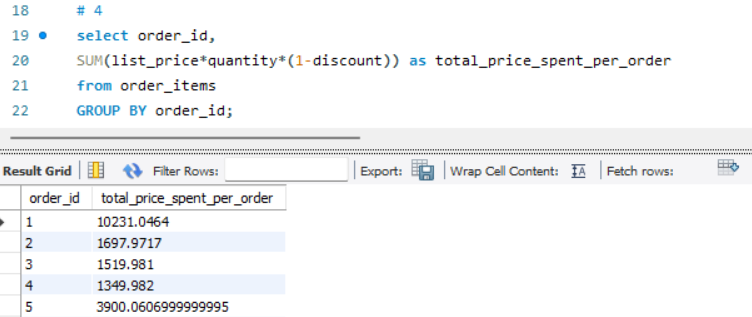 18 # 4
19 select order_id,
20 SUM(list_price*quantity*(1-discount)) as total_price_spent_per_order
21 from order_items
22 GROUP BY order_id;
Result Grid Filter Rows: Export: Wrap Cell Content: IA Fetch rows:
order_id total_price_spent_per_order
1 10231.0464
2 1697.9717
3 1519.981
4 1349.982
5 3900.0606999999995